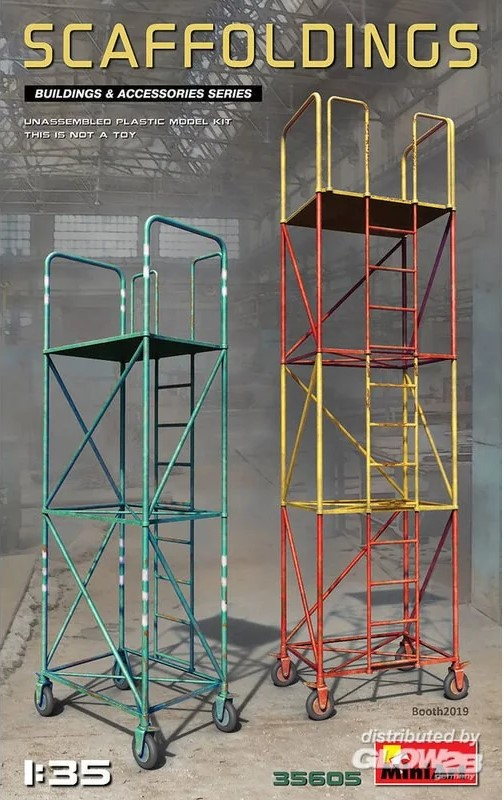 SCAFFOLDINGS
BUILDINGS & ACCESSORIES SERIES
UNASSEMBLED PLASTIC MODEL KIT
THIS IS NOT A TOY
Booth2019
distributed by
GLOW2B
germany
1:35
35605
Mini